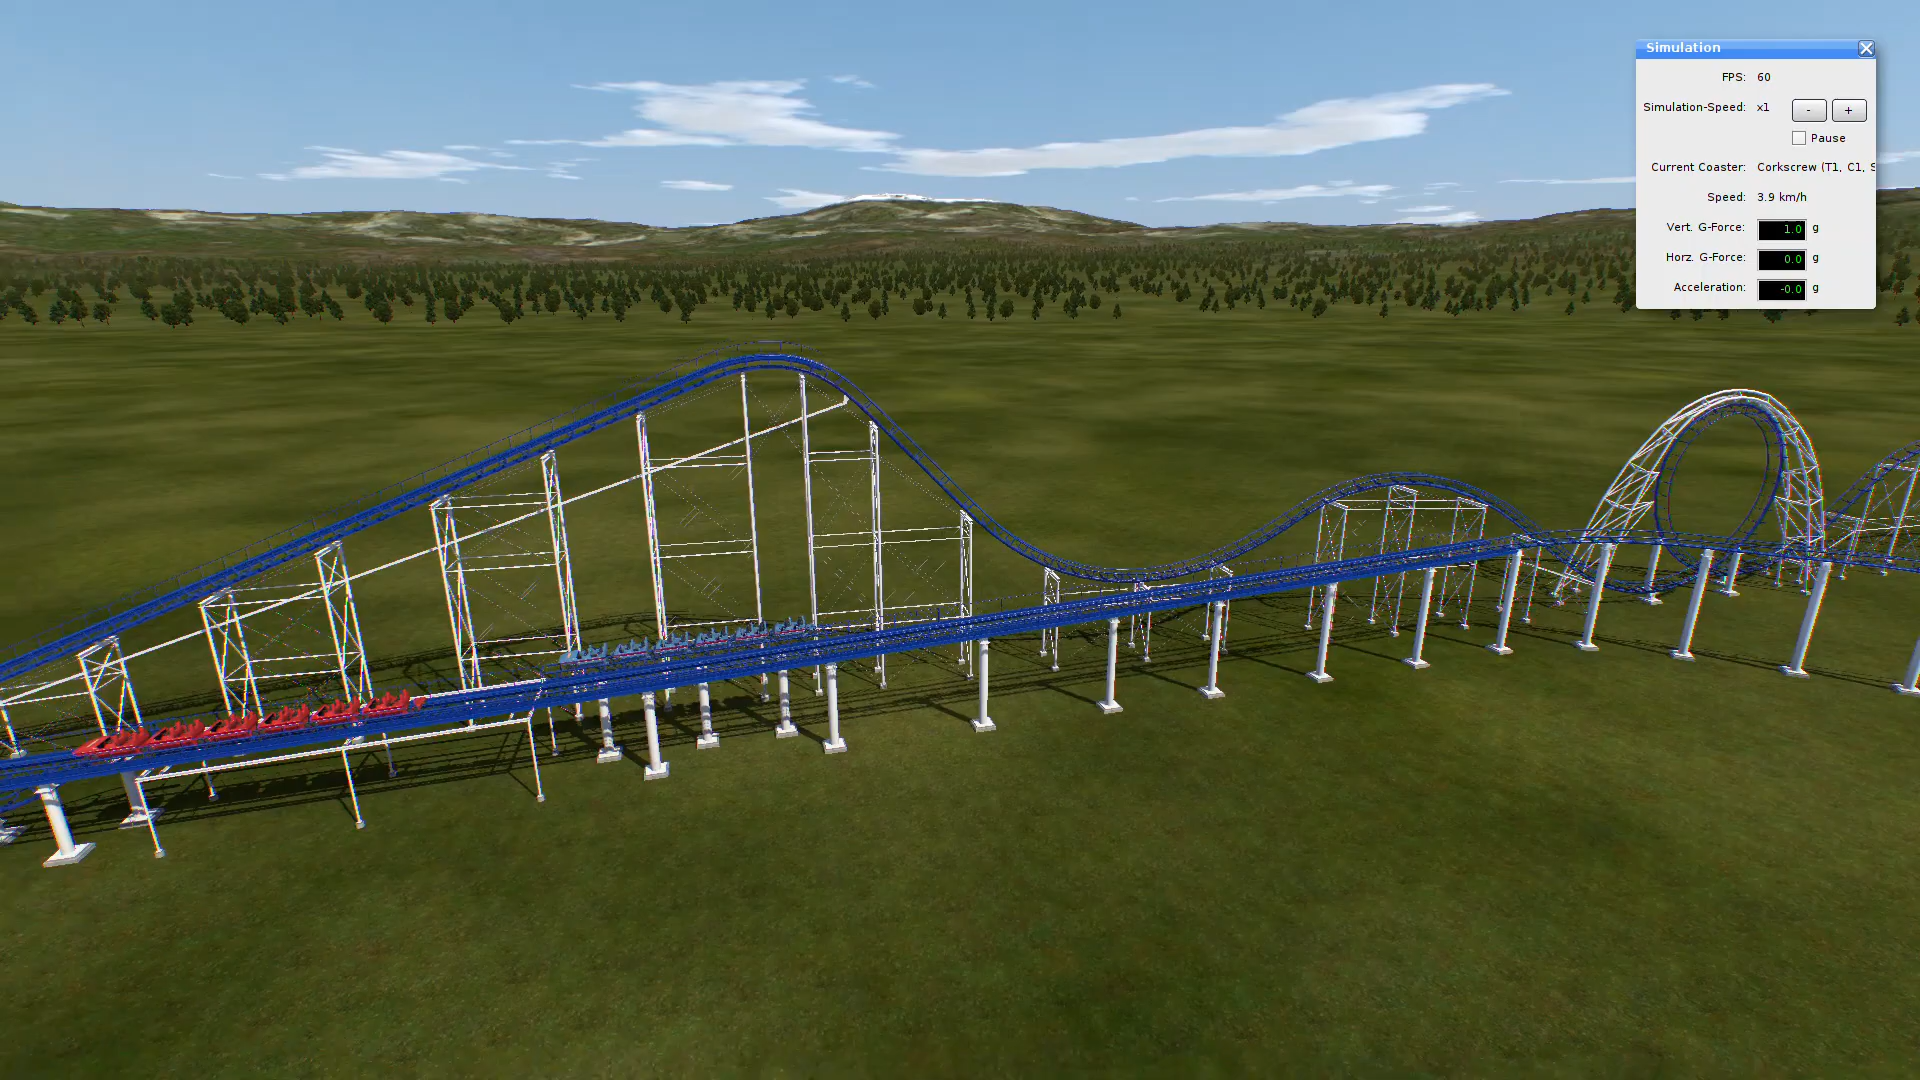 Simulation
FPS: 60
Simulation-Speed: x1 - +
Pause
Current Coaster: Corkscrew (T1, C1, S
Speed: 3.9 km/h
Vert. G-Force: 1.0 g
Horz. G-Force: 0.0 g
Acceleration: -0.0 g